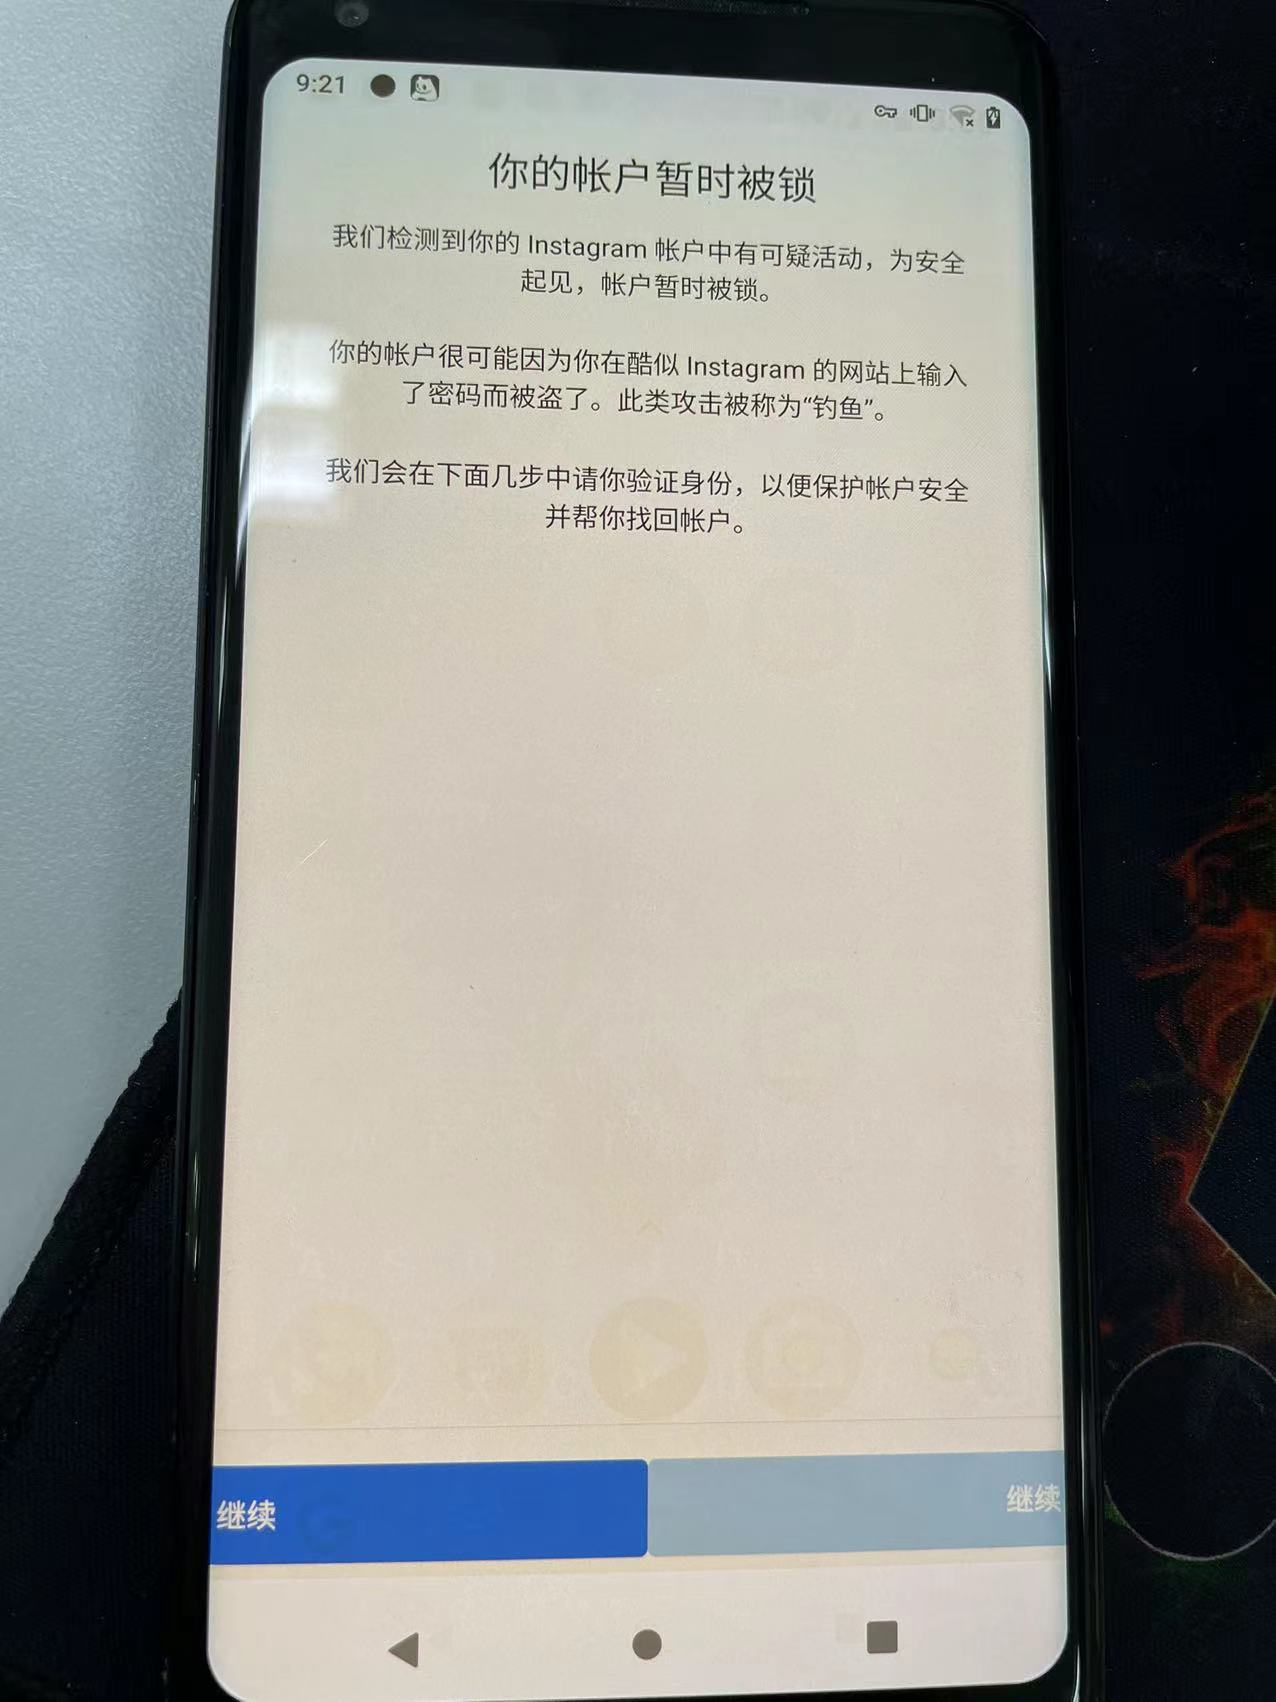 9:21
你的帐户暂时被锁
我们检测到你的 Instagram 帐户中有可疑活动，为安全
起见，帐户暂时被锁。
你的帐户很可能因为你在酷似 Instagram 的网站上输入
了密码而被盗了。此类攻击被称为“钓鱼”。
我们会在下面几步中请你验证身份，以便保护帐户安全
并帮你找回帐户。
继续
继续